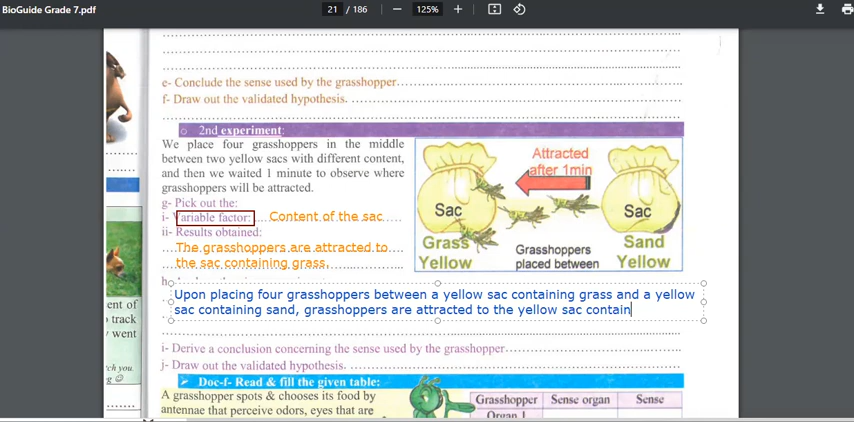 BioGuide Grade 7.pdf
21 / 186
125%
e- Conclude the sense used by the grasshopper
f- Draw out the validated hypothesis.
2nd experiment:
We place four grasshoppers in the middle
between two yellow sacs with different content,
and then we waited 1 minute to observe where
grasshoppers will be attracted.
g- Pick out the:
i- Variable factor: Content of the sac
ii- Results obtained:
The grasshoppers are attracted to
the sac containing grass.
Attracted
after 1min
Sac
Sac
Grass
Yellow
Grasshoppers
placed between
Sand
Yellow
Upon placing four grasshoppers between a yellow sac containing grass and a yellow
sac containing sand, grasshoppers are attracted to the yellow sac contain
ent of
track
went
ch you
g
i- Derive a conclusion concerning the sense used by grasshopper
j- Draw out the validated hypothesis.
Doc-f- Read & fill the given table:
A grasshopper spots & chooses its food by
antennae that perceive odors, eyes that are
Grasshopper Sense organ Sense
Organ 1